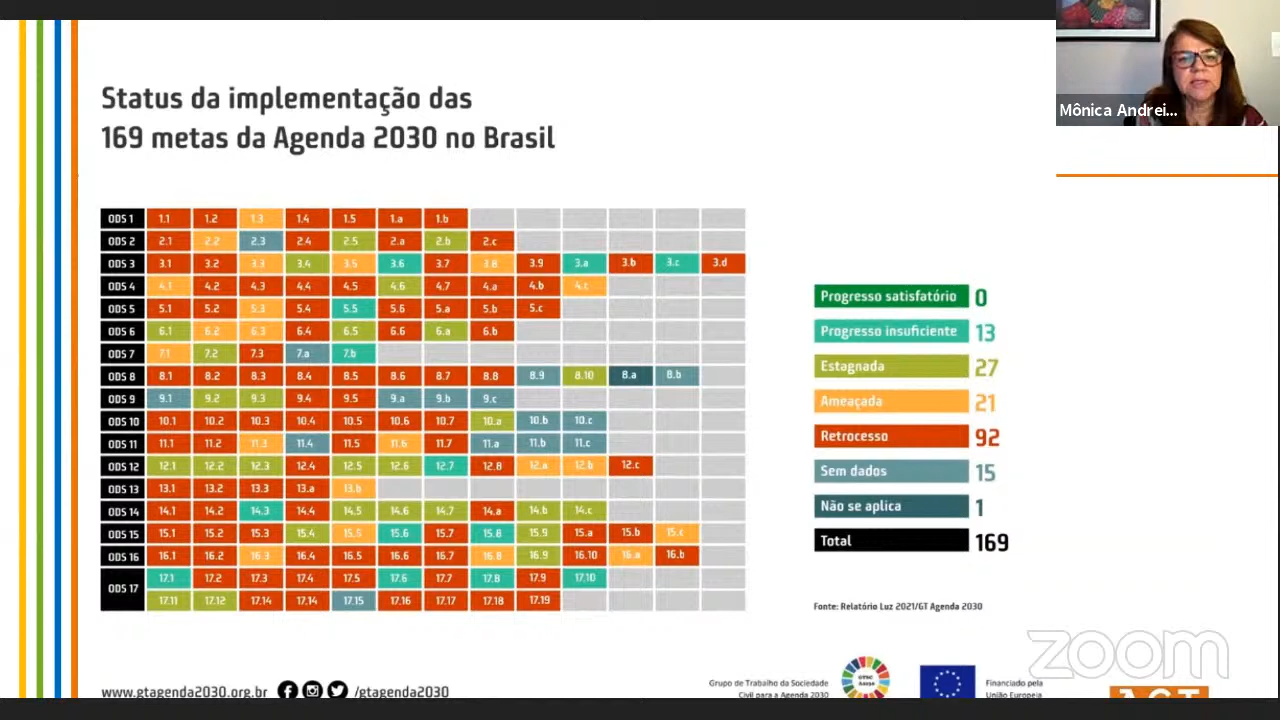 Mônica Andrei...
Status da implementação das
169 metas da Agenda 2030 no Brasil
ODS 1 1.1 1.2 1.3 1.4 1.5 1.a 1.b
ODS 2 2.1 2.2 2.3 2.4 2.5 2.a 2.b 2.c
ODS 3 3.1 3.2 3.3 3.4 3.5 3.6 3.7 3.8 3.9 3.a 3.b 3.c 3.d
ODS 4 4.1 4.2 4.3 4.4 4.5 4.6 4.7 4.a 4.b 4.c
ODS 5 5.1 5.2 5.3 5.4 5.5 5.6 5.a 5.b 5.c
ODS 6 6.1 6.2 6.3 6.4 6.5 6.6 6.a 6.b
ODS 7 7.1 7.2 7.3 7.a 7.b
ODS 8 8.1 8.2 8.3 8.4 8.5 8.6 8.7 8.8 8.9 8.10 8.a 8.b
ODS 9 9.1 9.2 9.3 9.4 9.5 9.a 9.b 9.c
ODS 10 10.1 10.2 10.3 10.4 10.5 10.6 10.7 10.a 10.b 10.c
ODS 11 11.1 11.2 11.3 11.4 11.5 11.6 11.7 11.a 11.b 11.c
ODS 12 12.1 12.2 12.3 12.4 12.5 12.6 12.7 12.8 12.a 12.b 12.c
ODS 13 13.1 13.2 13.3 13.a 13.b
ODS 14 14.1 14.2 14.3 14.4 14.5 14.6 14.7 14.a 14.b 14.c
ODS 15 15.1 15.2 15.3 15.4 15.5 15.6 15.7 15.8 15.9 15.a 15.b 15.c
ODS 16 16.1 16.2 16.3 16.4 16.5 16.6 16.7 16.8 16.9 16.10 16.a 16.b
ODS 17 17.1 17.2 17.3 17.4 17.5 17.6 17.7 17.8 17.9 17.10
17.11 17.12 17.14 17.14 17.15 17.16 17.17 17.18 17.19
Progresso satisfatório 0
Progresso insuficiente 13
Estagnada 27
Ameaçada 21
Retrocesso 92
Sem dados 15
Não se aplica 1
Total 169
Fonte: Relatório Luz 2021/GT Agenda 2030
zoom
www.gtagenda2030.org.br /gtagenda2030
Grupo de Trabalho da Sociedade
Civil para a Agenda 2030
Financiado pela
União Europeia